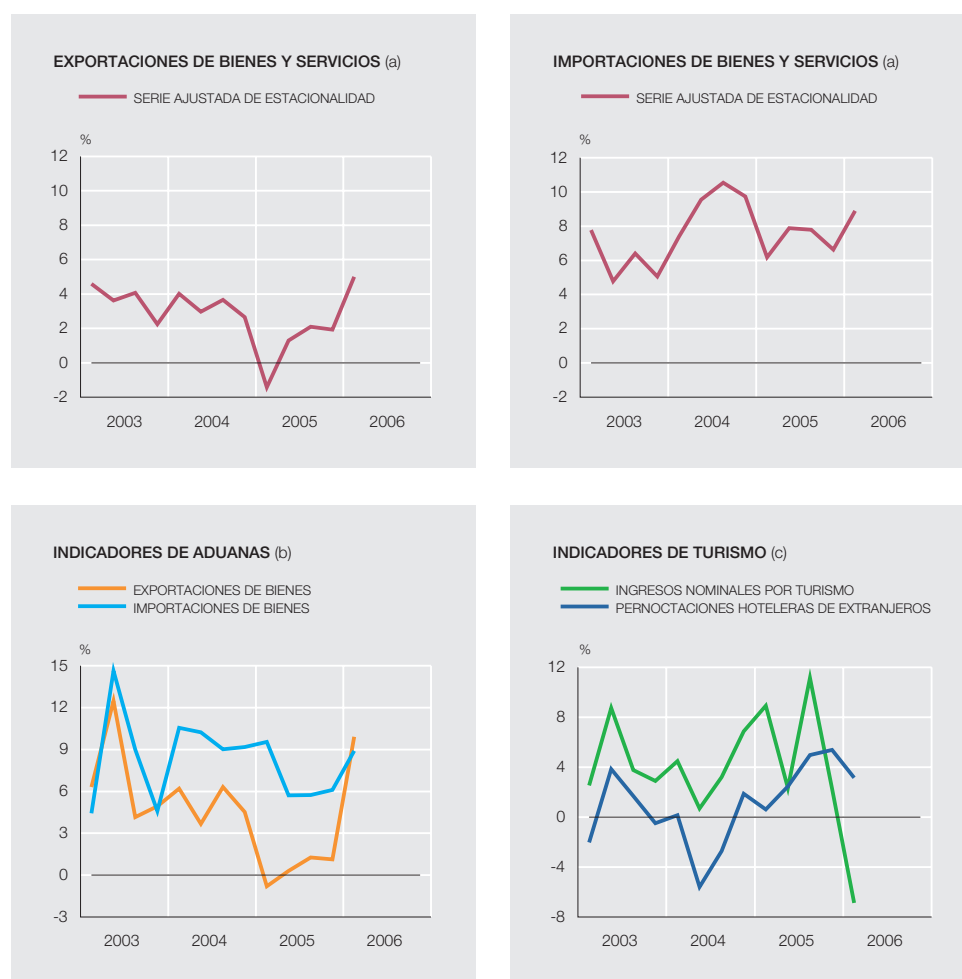 EXPORTACIONES DE BIENES Y SERVICIOS (a)
SERIE AJUSTADA DE ESTACIONALIDAD
%
12
10
8
6
4
2
0
-2
2003 2004 2005 2006
IMPORTACIONES DE BIENES Y SERVICIOS (a)
SERIE AJUSTADA DE ESTACIONALIDAD
%
12
10
8
6
4
2
0
-2
2003 2004 2005 2006
INDICADORES DE ADUANAS (b)
EXPORTACIONES DE BIENES
IMPORTACIONES DE BIENES
%
15
12
9
6
3
0
-3
2003 2004 2005 2006
INDICADORES DE TURISMO (c)
INGRESOS NOMINALES POR TURISMO
PERNOCTACIONES HOTELERAS DE EXTRANJEROS
%
12
8
4
0
-4
-8
2003 2004 2005 2006